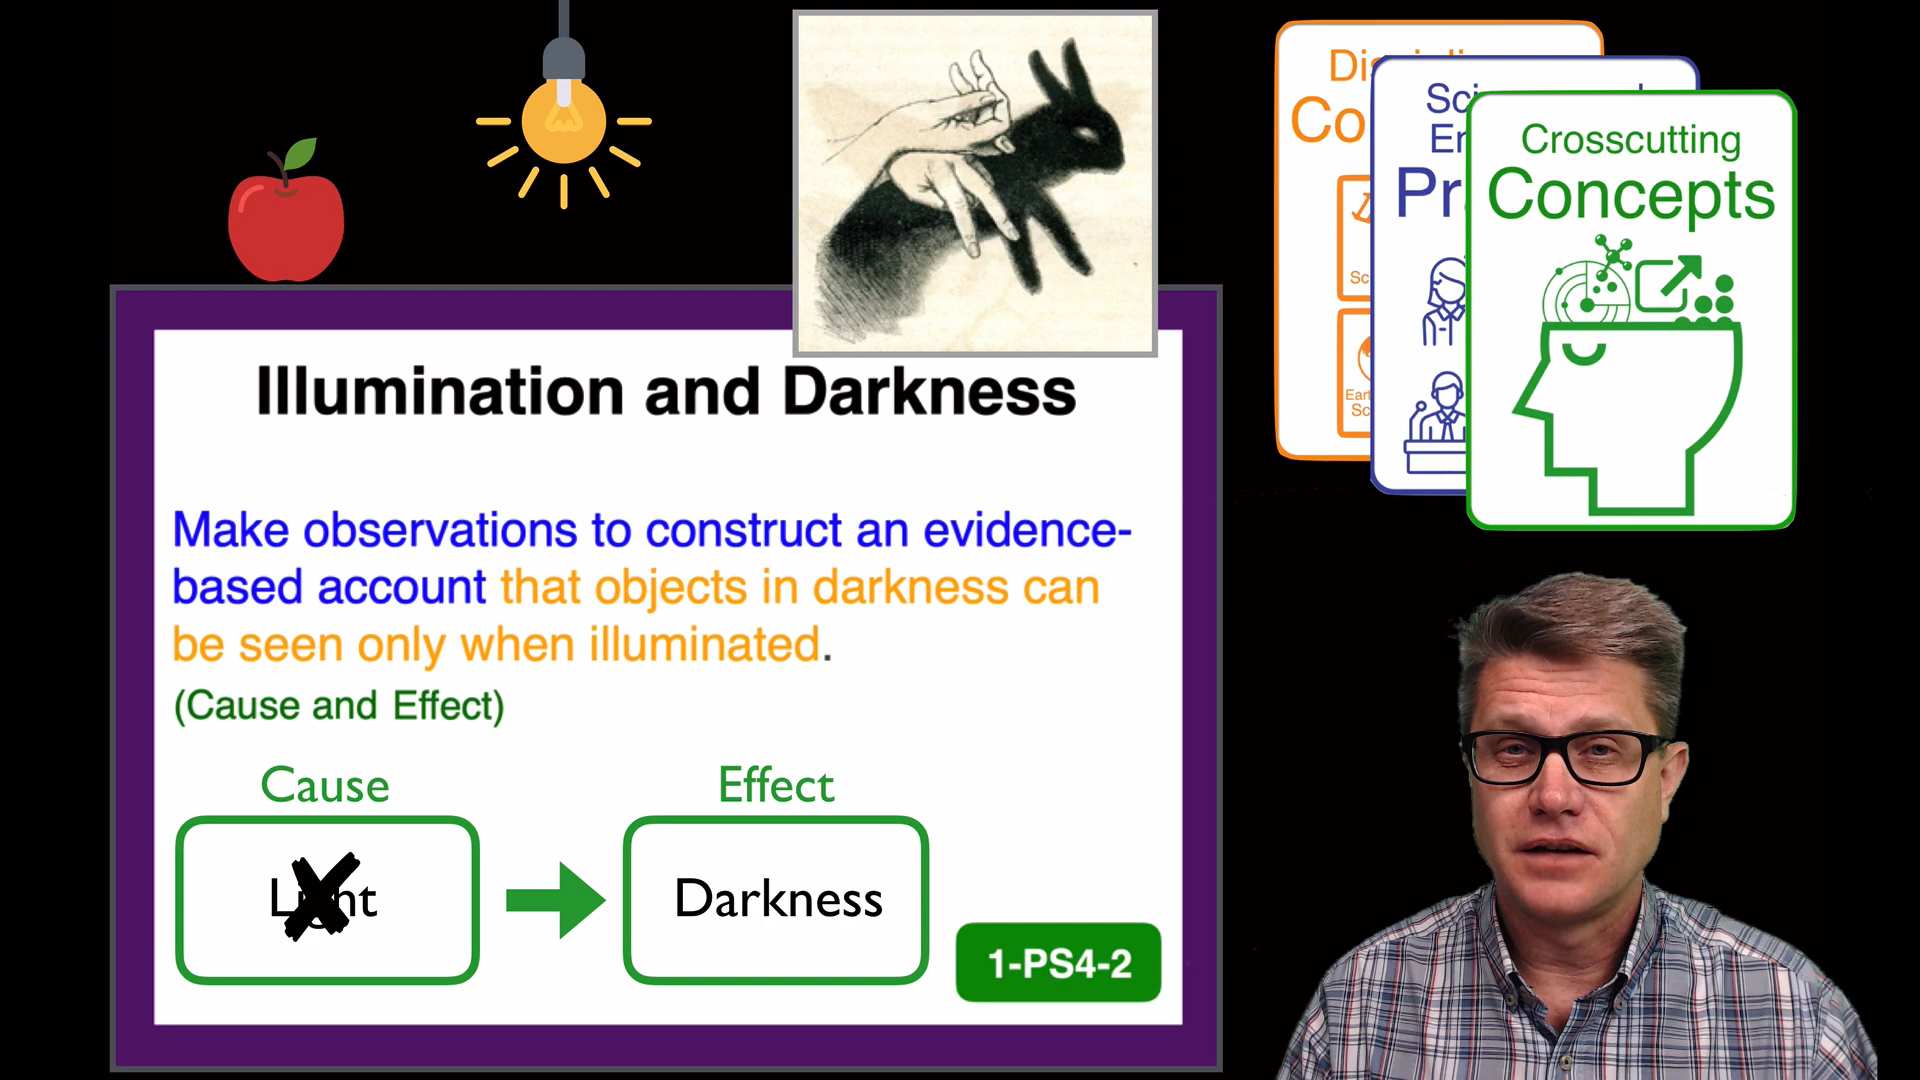 Crosscutting
Concepts
Illumination and Darkness
Make observations to construct an evidence-
based account that objects in darkness can
be seen only when illuminated.
(Cause and Effect)
Cause
Effect
Light
Darkness
1-PS4-2